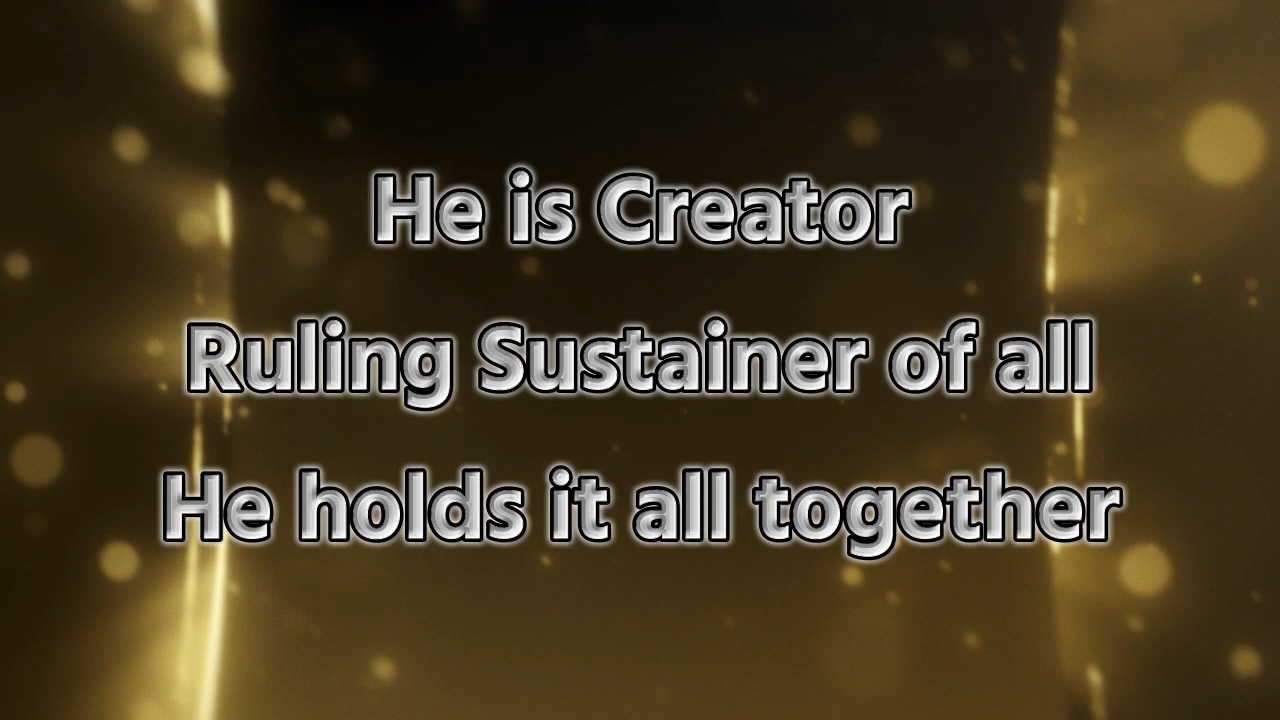 He is Creator
Ruling Sustainer of all
He holds it all together